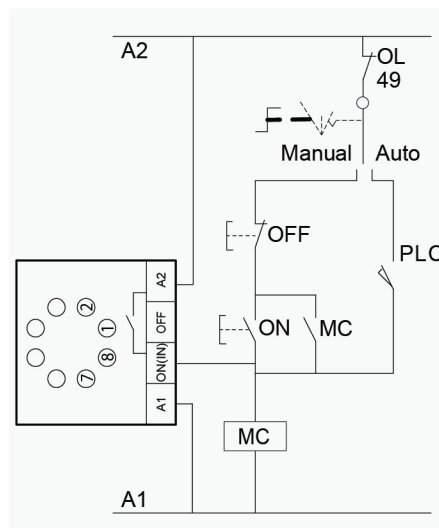 A2
OL
49
Manual Auto
OFF
PLC
A2
2
OFF
1
ON
MC
8
ON(IN)
7
A1
MC
A1